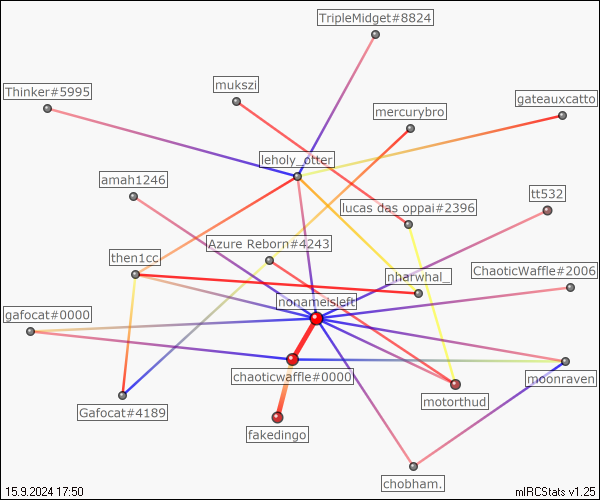 TripleMidget#8824
Thinker#5995
mukszi
gateauxcatto
mercurybro
leholy_otter
amah1246
tt532
lucas das oppai#2396
Azure Reborn#4243
then1cc
nharwhal_
ChaoticWaffle#2006
nonameisleft
gafocat#0000
chaoticwaffle#0000
moonraven
motorthud
Gafocat#4189
fakedingo
chobham.
15.9.2024 17:50
mIRCStats v1.25